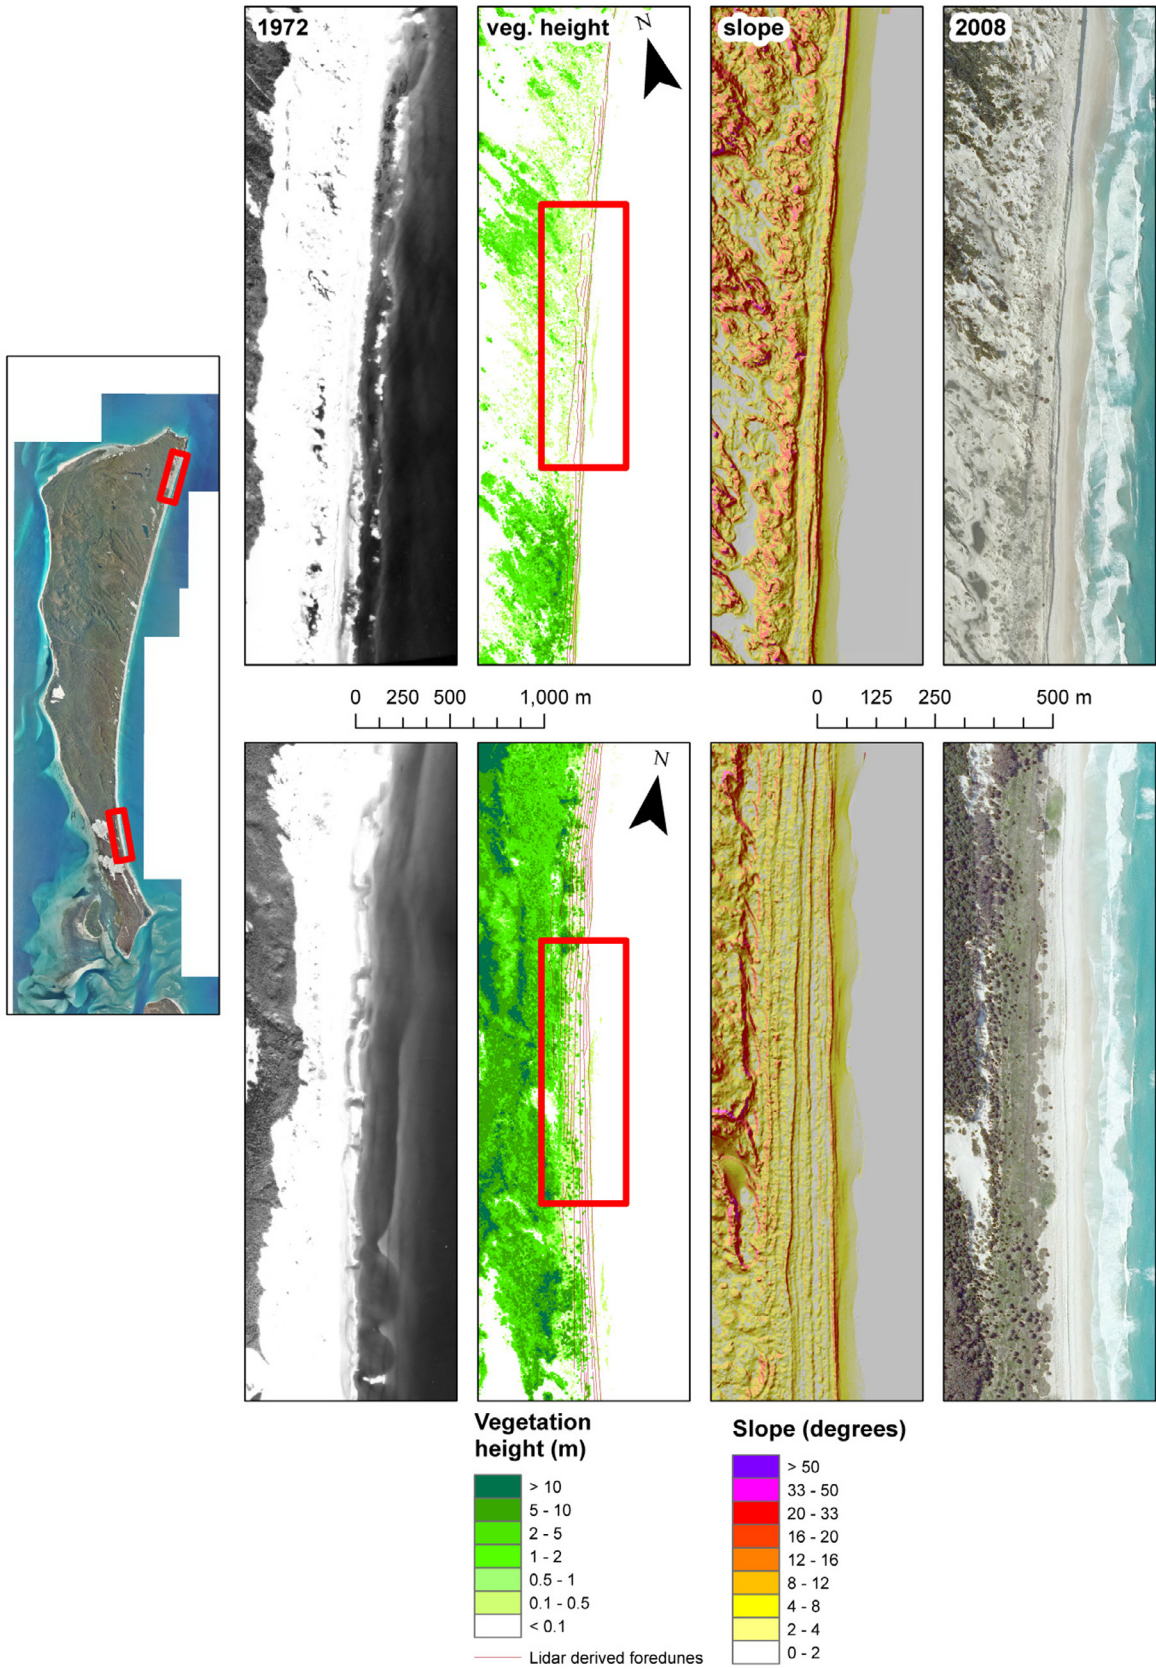 1972
veg. height
slope
2008
N
0 250 500 1,000 m
0 125 250 500 m
N
Vegetation
height (m)
> 10
5 - 10
2 - 5
1 - 2
0.5 - 1
0.1 - 0.5
< 0.1
Lidar derived foredunes
Slope (degrees)
> 50
33 - 50
20 - 33
16 - 20
12 - 16
8 - 12
4 - 8
2 - 4
0 - 2